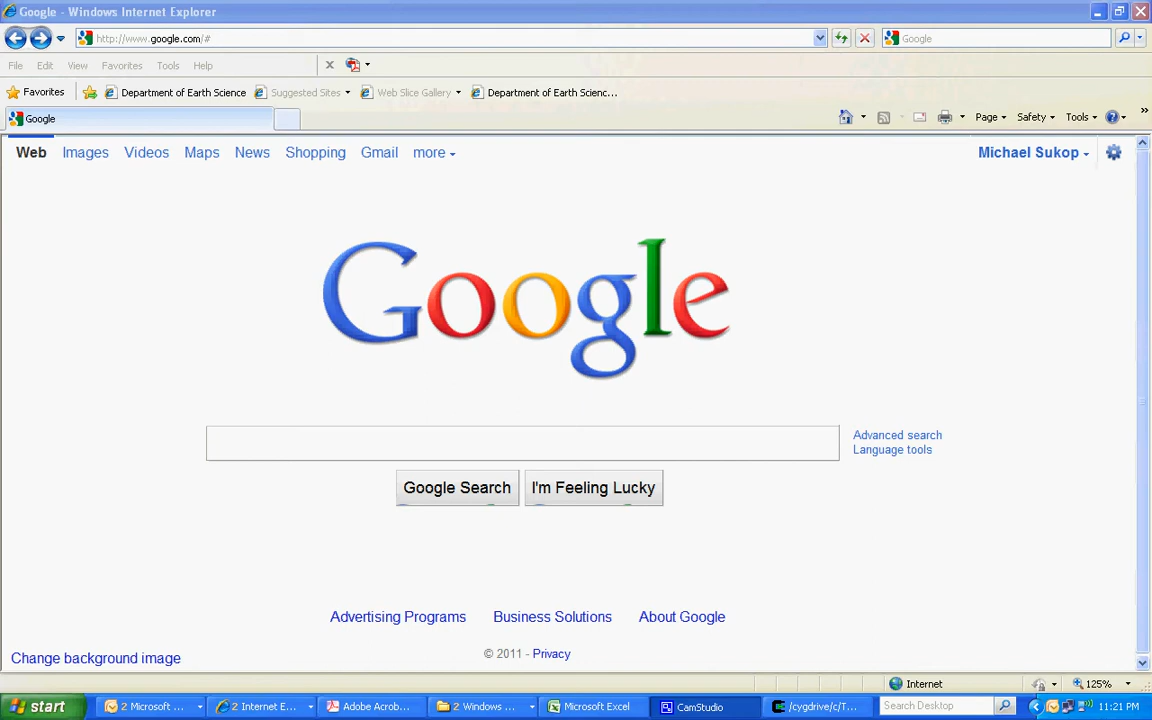 Google - Windows Internet Explorer
http://www.google.com/#
Google
File Edit View Favorites Tools Help
Favorites Department of Earth Science Suggested Sites Web Slice Gallery Department of Earth Scienc...
Google
Page Safety Tools
Web Images Videos Maps News Shopping Gmail more
Michael Sukop
Google
Advanced search
Language tools
Google Search I'm Feeling Lucky
Advertising Programs Business Solutions About Google
© 2011 - Privacy
Change background image
Internet 125%
start 2 Microsoft ... 2 Internet E... Adobe Acrob... 2 Windows ... Microsoft Excel CamStudio /cygdrive/c/T... Search Desktop 11:21 PM